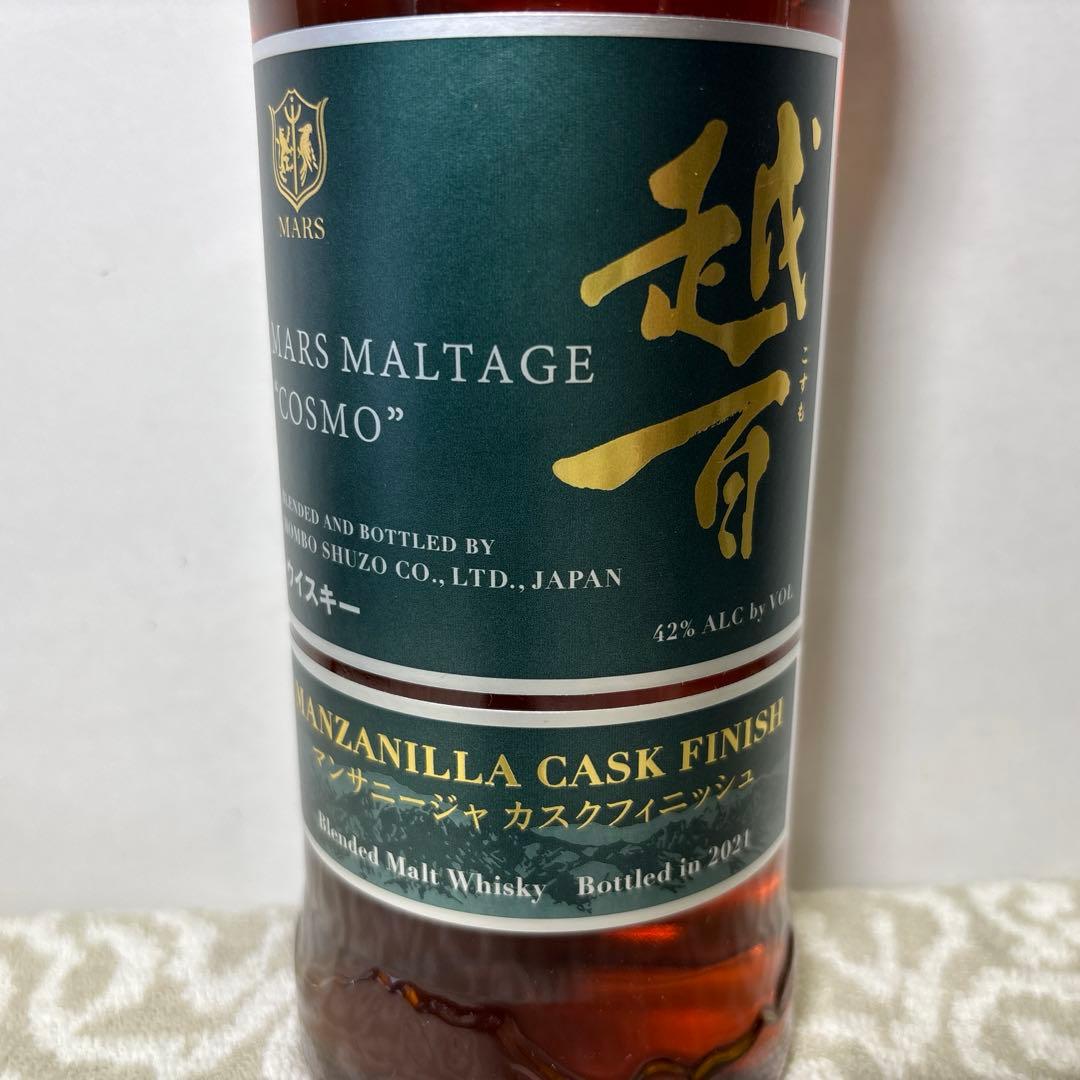 MARS
越百
こすも
MARS MALTAGE
“COSMO”
BLENDED AND BOTTLED BY
HOMBO SHUZO CO., LTD., JAPAN
ウイスキー
42% ALC by VOL
MANZANILLA CASK FINISH
マンサニージャ カスクフィニッシュ
Blended Malt Whisky Bottled in 2021